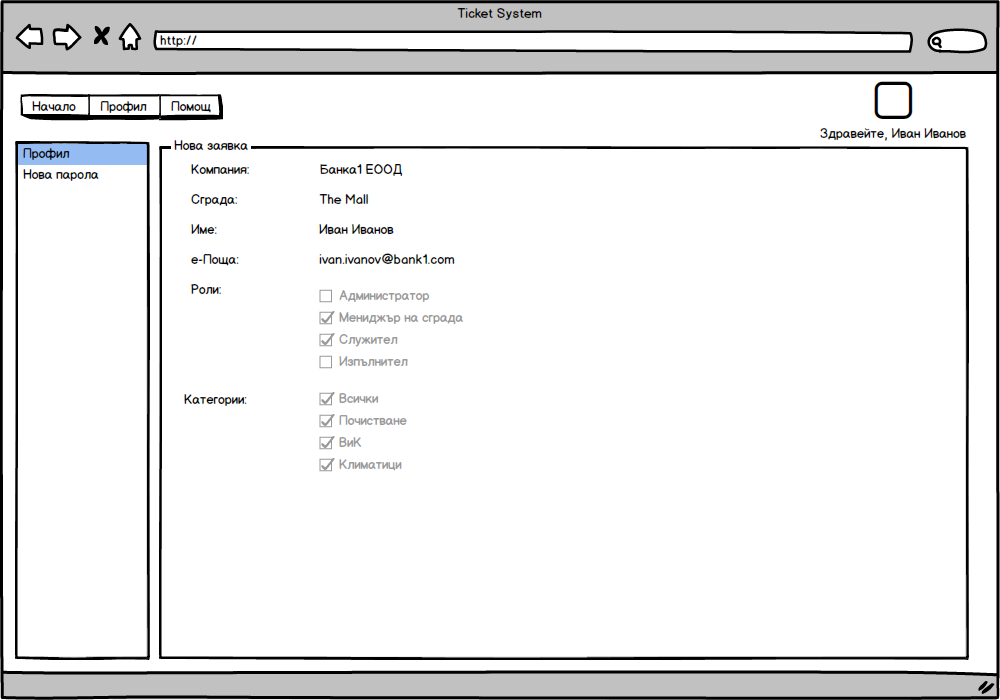 Ticket System
http://
Начало Профил Помощ
Здравейте, Иван Иванов
Профил
Нова парола
Нова заявка
Компания: Банка1 ЕООД
Сграда: The Mall
Име: Иван Иванов
е-Поща: ivan.ivanov@bank1.com
Роли:
Администратор
Мениджър на сграда
Служител
Изпълнител
Категории:
Всички
Почистване
ВиК
Климатици